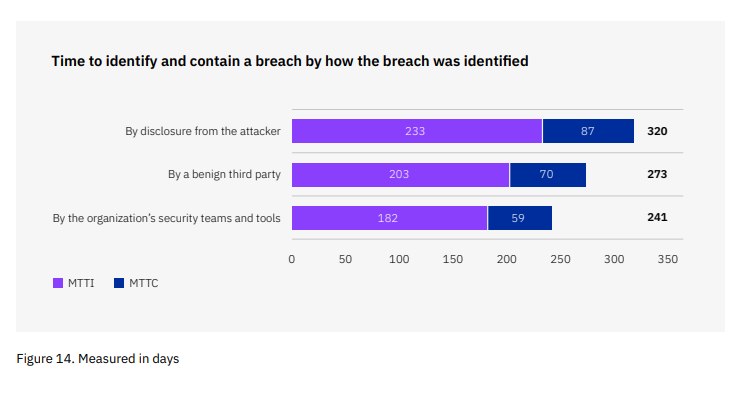 Time to identify and contain a breach by how the breach was identified
By disclosure from the attacker 233 87 320
By a benign third party 203 70 273
By the organization's security teams and tools 182 59 241
0 50 100 150 200 250 300 350
MTTI MTTC
Figure 14. Measured in days